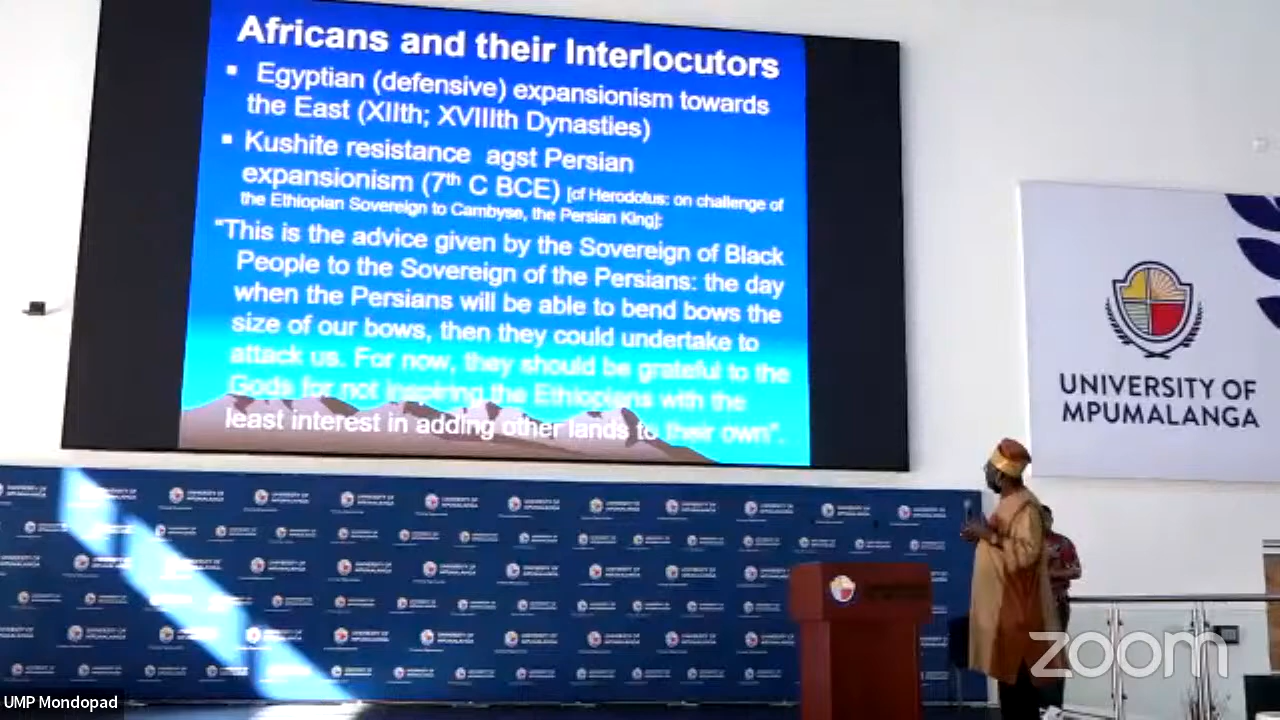 Africans and their Interlocutors
▪ Egyptian (defensive) expansionism towards
the East (XIIth; XVIIIth Dynasties)
▪ Kushite resistance agst Persian
expansionism (7th C BCE) [cf Herodotus: on challenge of
the Ethiopian Sovereign to Cambyse, the Persian King]:
“This is the advice given by the Sovereign of Black
People to the Sovereign of the Persians: the day
when the Persians will be able to bend bows the
size of our bows, then they could undertake to
attack us. For now, they should be grateful to the
Gods for not inspiring the Ethiopians with the
least interest in adding other lands to their own”.
UNIVERSITY OF
MPUMALANGA
zoom
UMP Mondopad